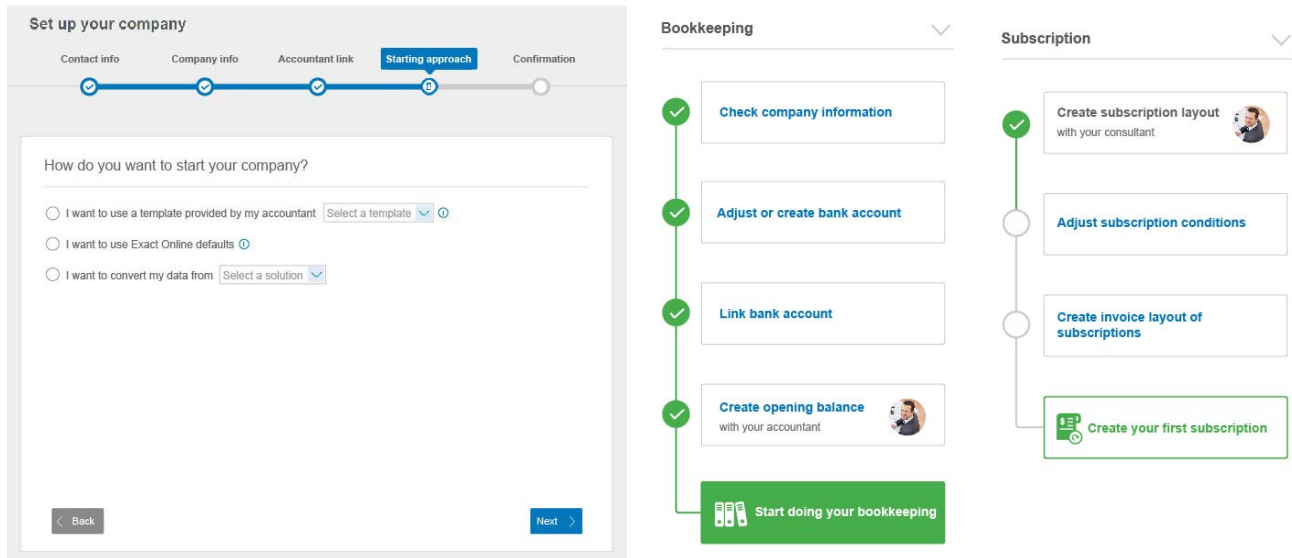 Set up your company
Contact info
Company info
Accountant link
Starting approach
Confirmation
How do you want to start your company?
I want to use a template provided by my accountant Select a template
I want to use Exact Online defaults
I want to convert my data from Select a solution
Back
Next
Bookkeeping
Check company information
Adjust or create bank account
Link bank account
Create opening balance
with your accountant
Start doing your bookkeeping
Subscription
Create subscription layout
with your consultant
Adjust subscription conditions
Create invoice layout of
subscriptions
Create your first subscription